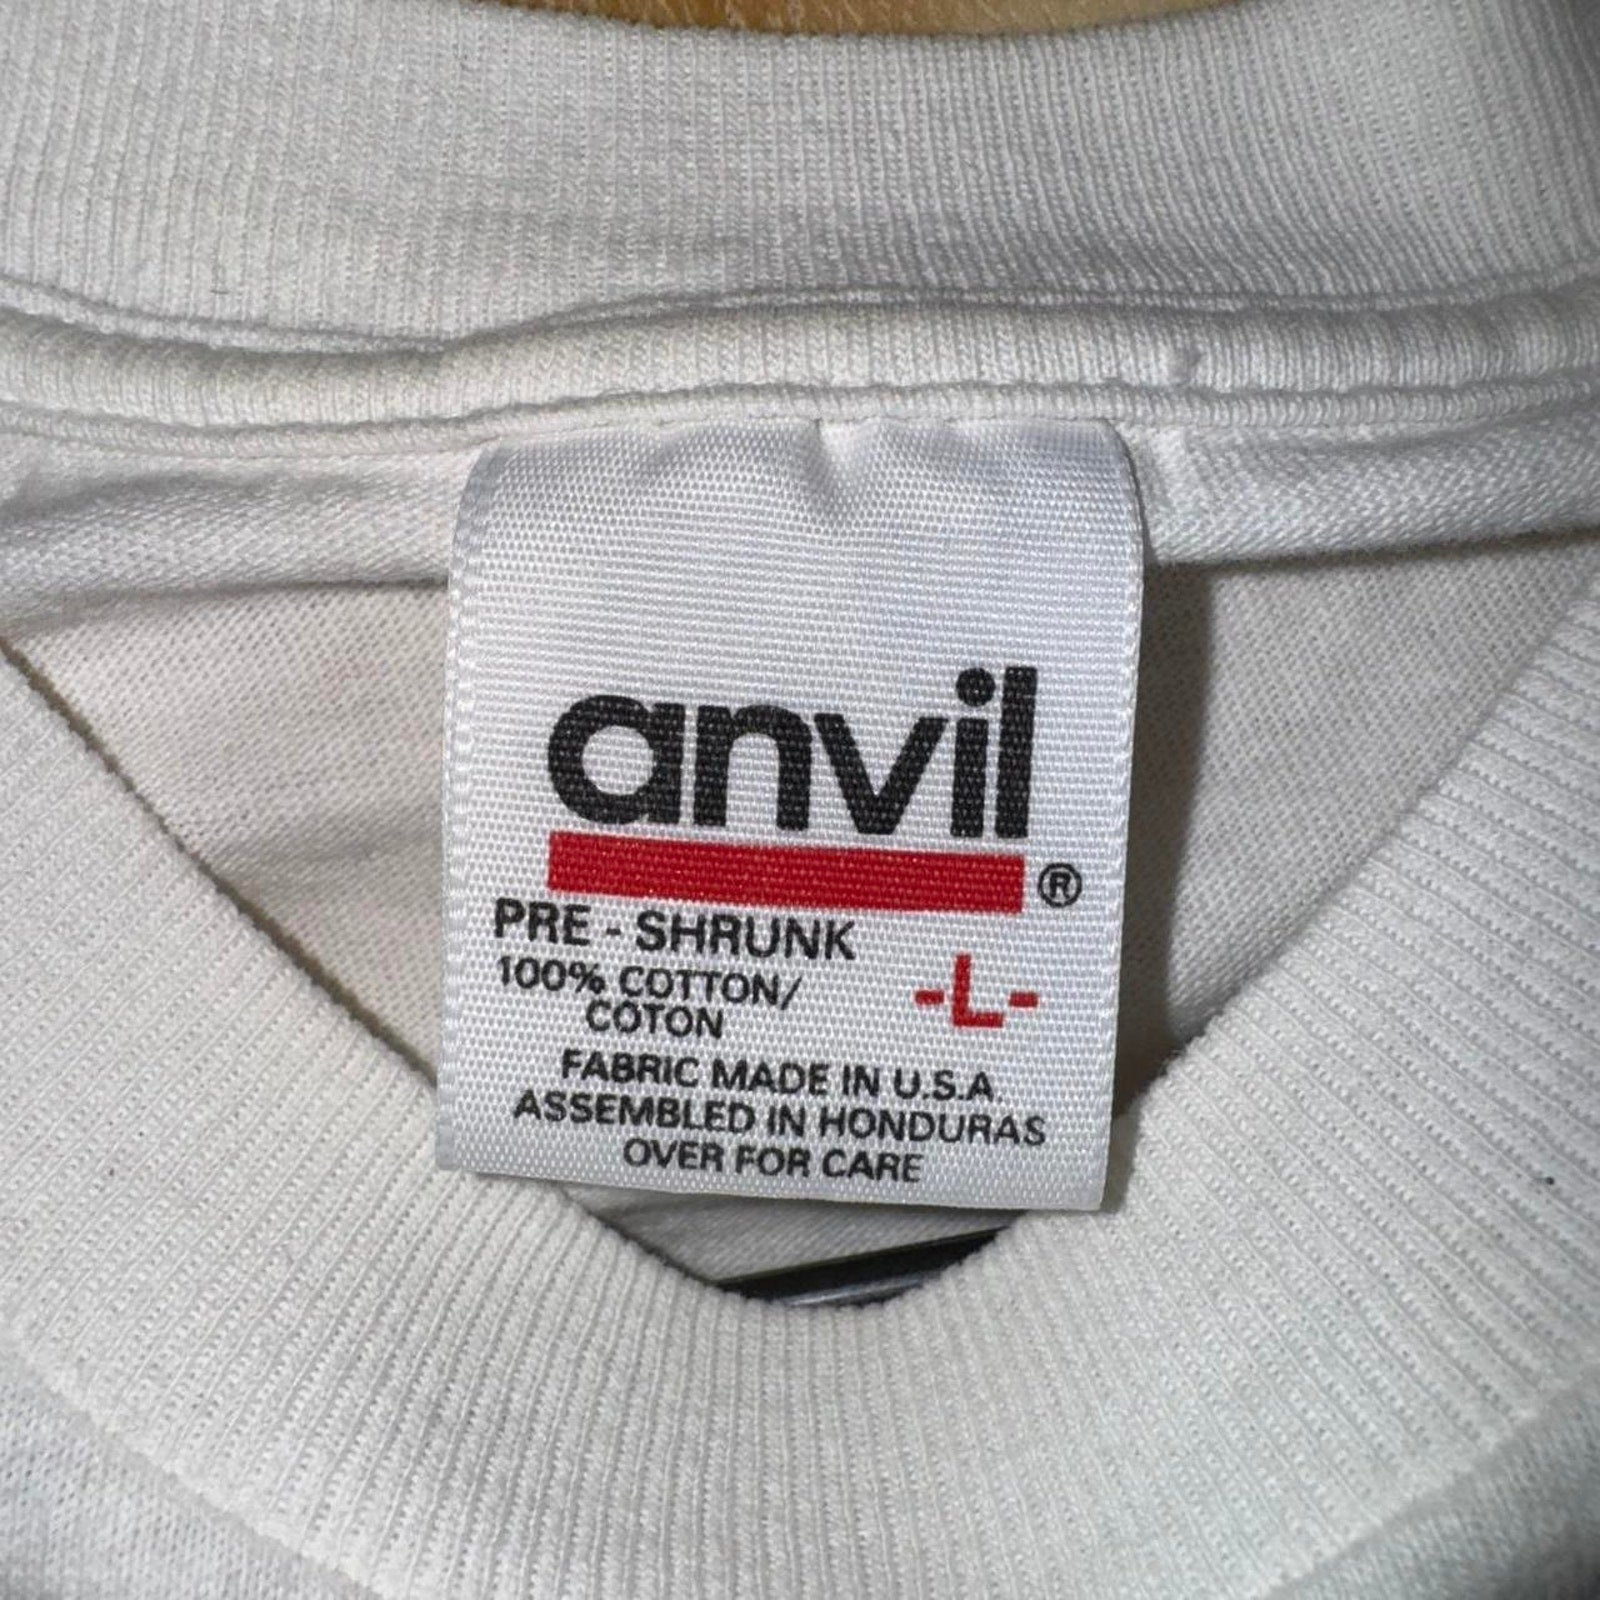 anvil
®
PRE - SHRUNK
100% COTTON/
COTON
-L-
FABRIC MADE IN U.S.A.
ASSEMBLED IN HONDURAS
OVER FOR CARE